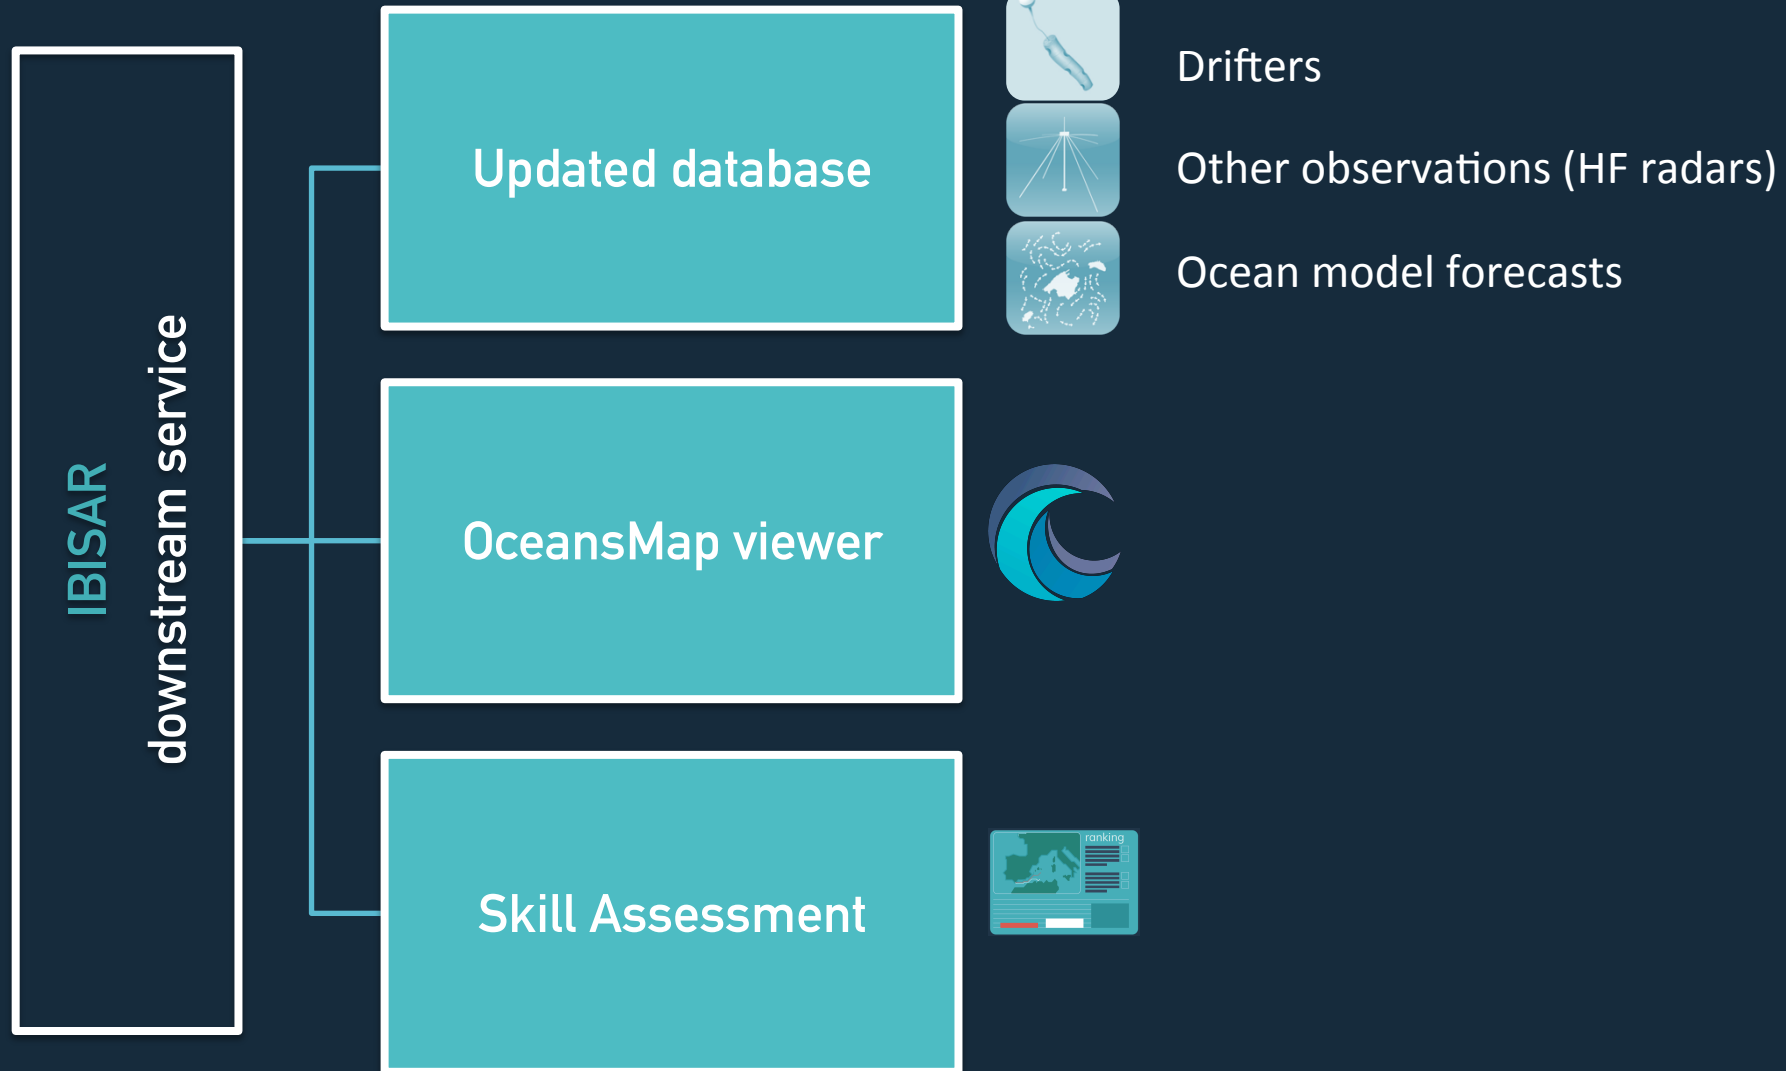 IBISAR
downstream service
Updated database
Drifters
Other observations (HF radars)
Ocean model forecasts
OceansMap viewer
Skill Assessment
ranking